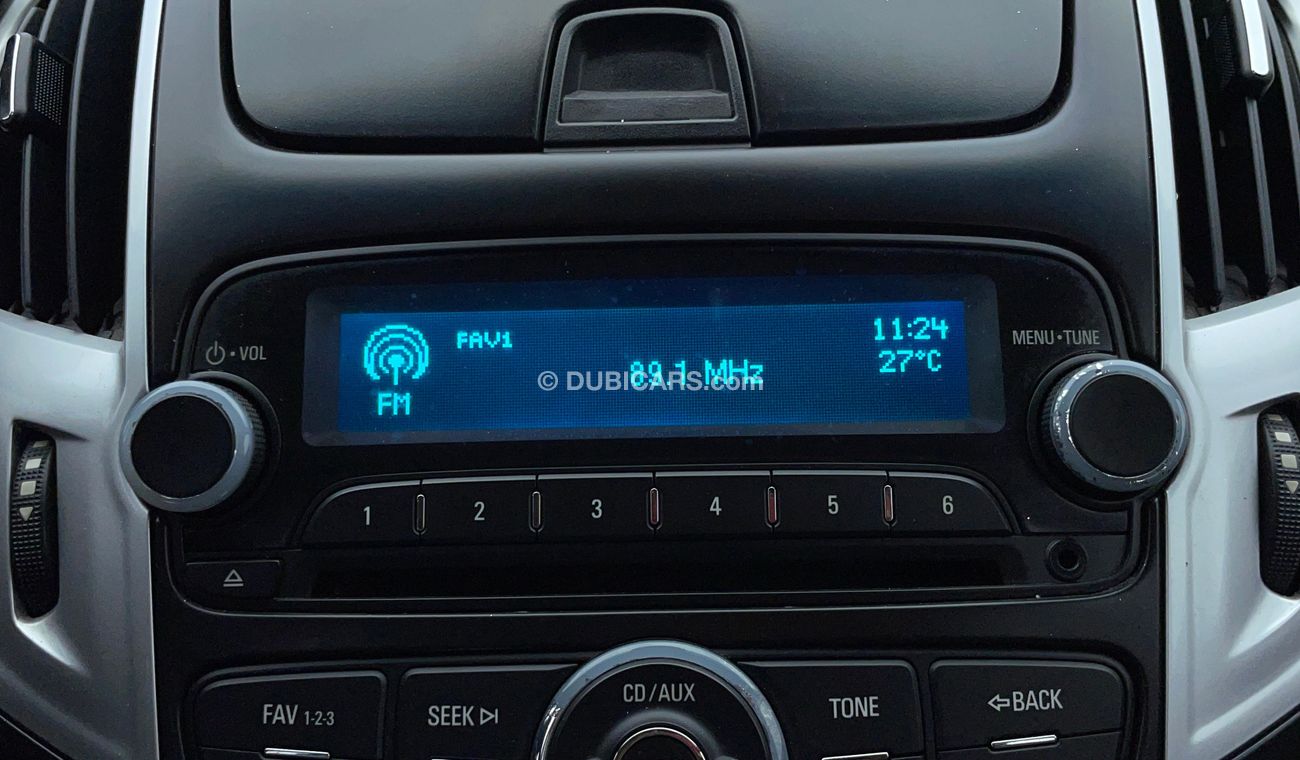 FAV1
11:24
27°C
89.1 MHz
© DUBICARS.com
FM
VOL
MENU•TUNE
1 2 3 4 5 6
CD/AUX
FAV 1-2-3
SEEK
TONE
BACK